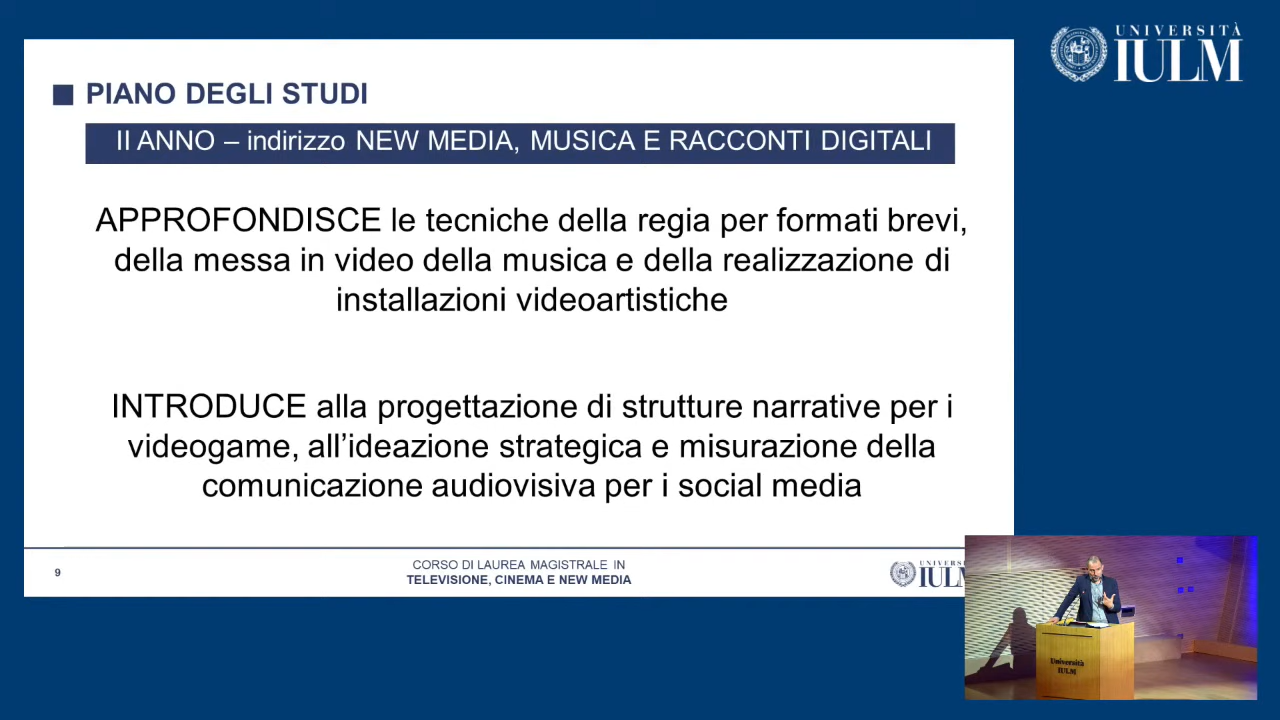 UNIVERSITÀ
IULM
PIANO DEGLI STUDI
II ANNO – indirizzo NEW MEDIA, MUSICA E RACCONTI DIGITALI
APPROFONDISCE le tecniche della regia per formati brevi,
della messa in video della musica e della realizzazione di
installazioni videoartistiche
INTRODUCE alla progettazione di strutture narrative per i
videogame, all’ideazione strategica e misurazione della
comunicazione audiovisiva per i social media
9
CORSO DI LAUREA MAGISTRALE IN
TELEVISIONE, CINEMA E NEW MEDIA
Università
IULM